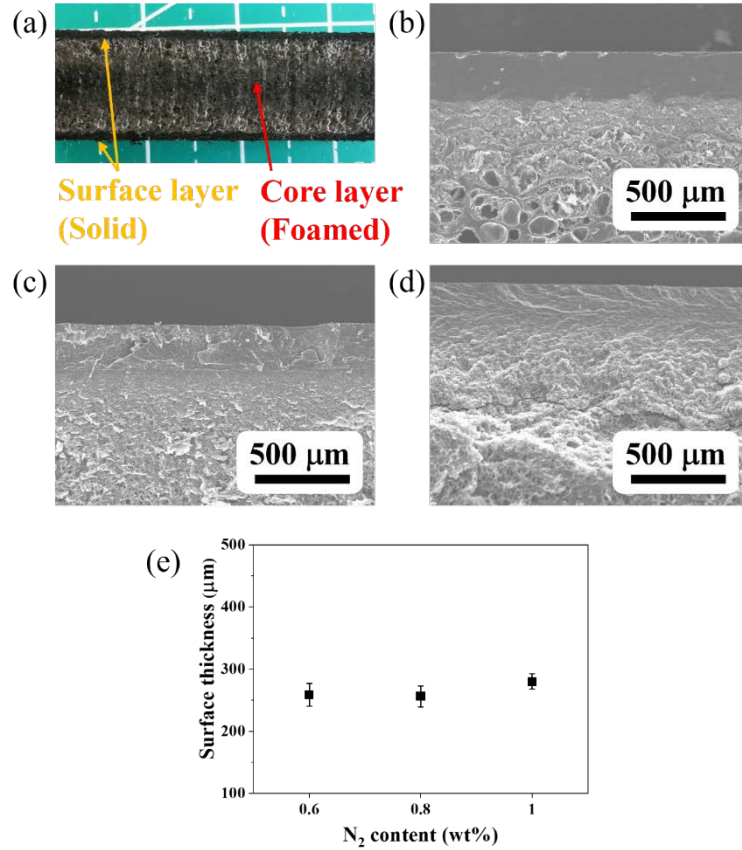 (a)
Surface layer
(Solid)
Core layer
(Foamed)
(b)
500 μm
(c)
500 μm
(d)
500 μm
(e)
Surface thickness (μm)
500
400
300
200
100
0.6
0.8
1
N₂ content (wt%)